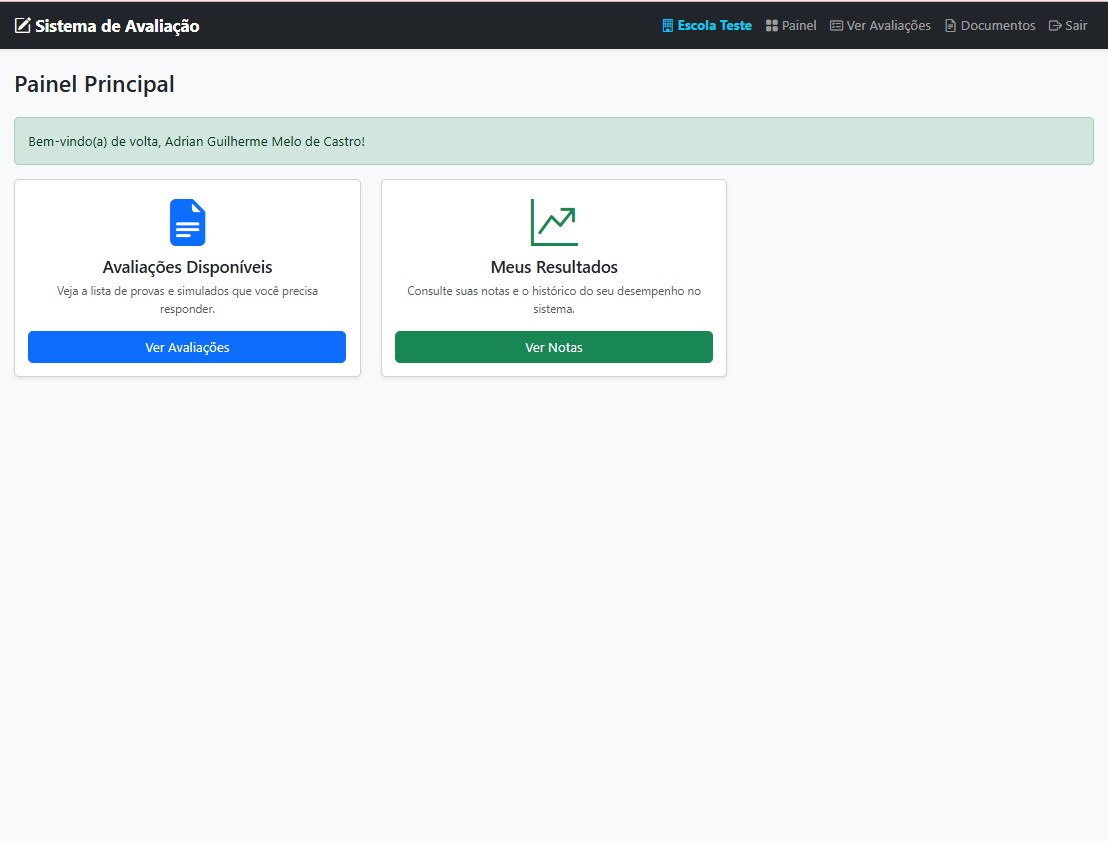 Sistema de Avaliação
Escola Teste
Painel
Ver Avaliações
Documentos
Sair
Painel Principal
Bem-vindo(a) de volta, Adrian Guilherme Melo de Castro!
Avaliações Disponíveis
Veja a lista de provas e simulados que você precisa
responder.
Ver Avaliações
Meus Resultados
Consulte suas notas e o histórico do seu desempenho no
sistema.
Ver Notas